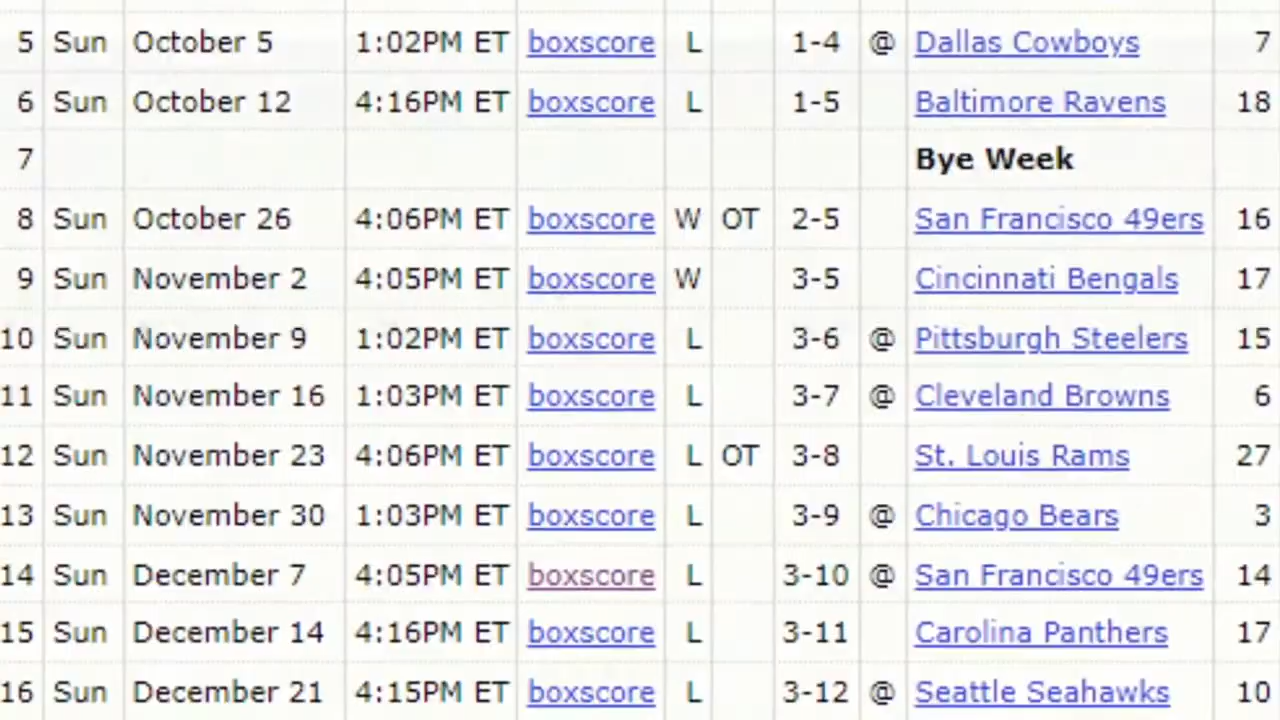 5 Sun October 5 1:02PM ET boxscore L 1-4 @ Dallas Cowboys 7
6 Sun October 12 4:16PM ET boxscore L 1-5 Baltimore Ravens 18
7 Bye Week
8 Sun October 26 4:06PM ET boxscore W OT 2-5 San Francisco 49ers 16
9 Sun November 2 4:05PM ET boxscore W 3-5 Cincinnati Bengals 17
10 Sun November 9 1:02PM ET boxscore L 3-6 @ Pittsburgh Steelers 15
11 Sun November 16 1:03PM ET boxscore L 3-7 @ Cleveland Browns 6
12 Sun November 23 4:06PM ET boxscore L OT 3-8 St. Louis Rams 27
13 Sun November 30 1:03PM ET boxscore L 3-9 @ Chicago Bears 3
14 Sun December 7 4:05PM ET boxscore L 3-10 @ San Francisco 49ers 14
15 Sun December 14 4:16PM ET boxscore L 3-11 Carolina Panthers 17
16 Sun December 21 4:15PM ET boxscore L 3-12 @ Seattle Seahawks 10